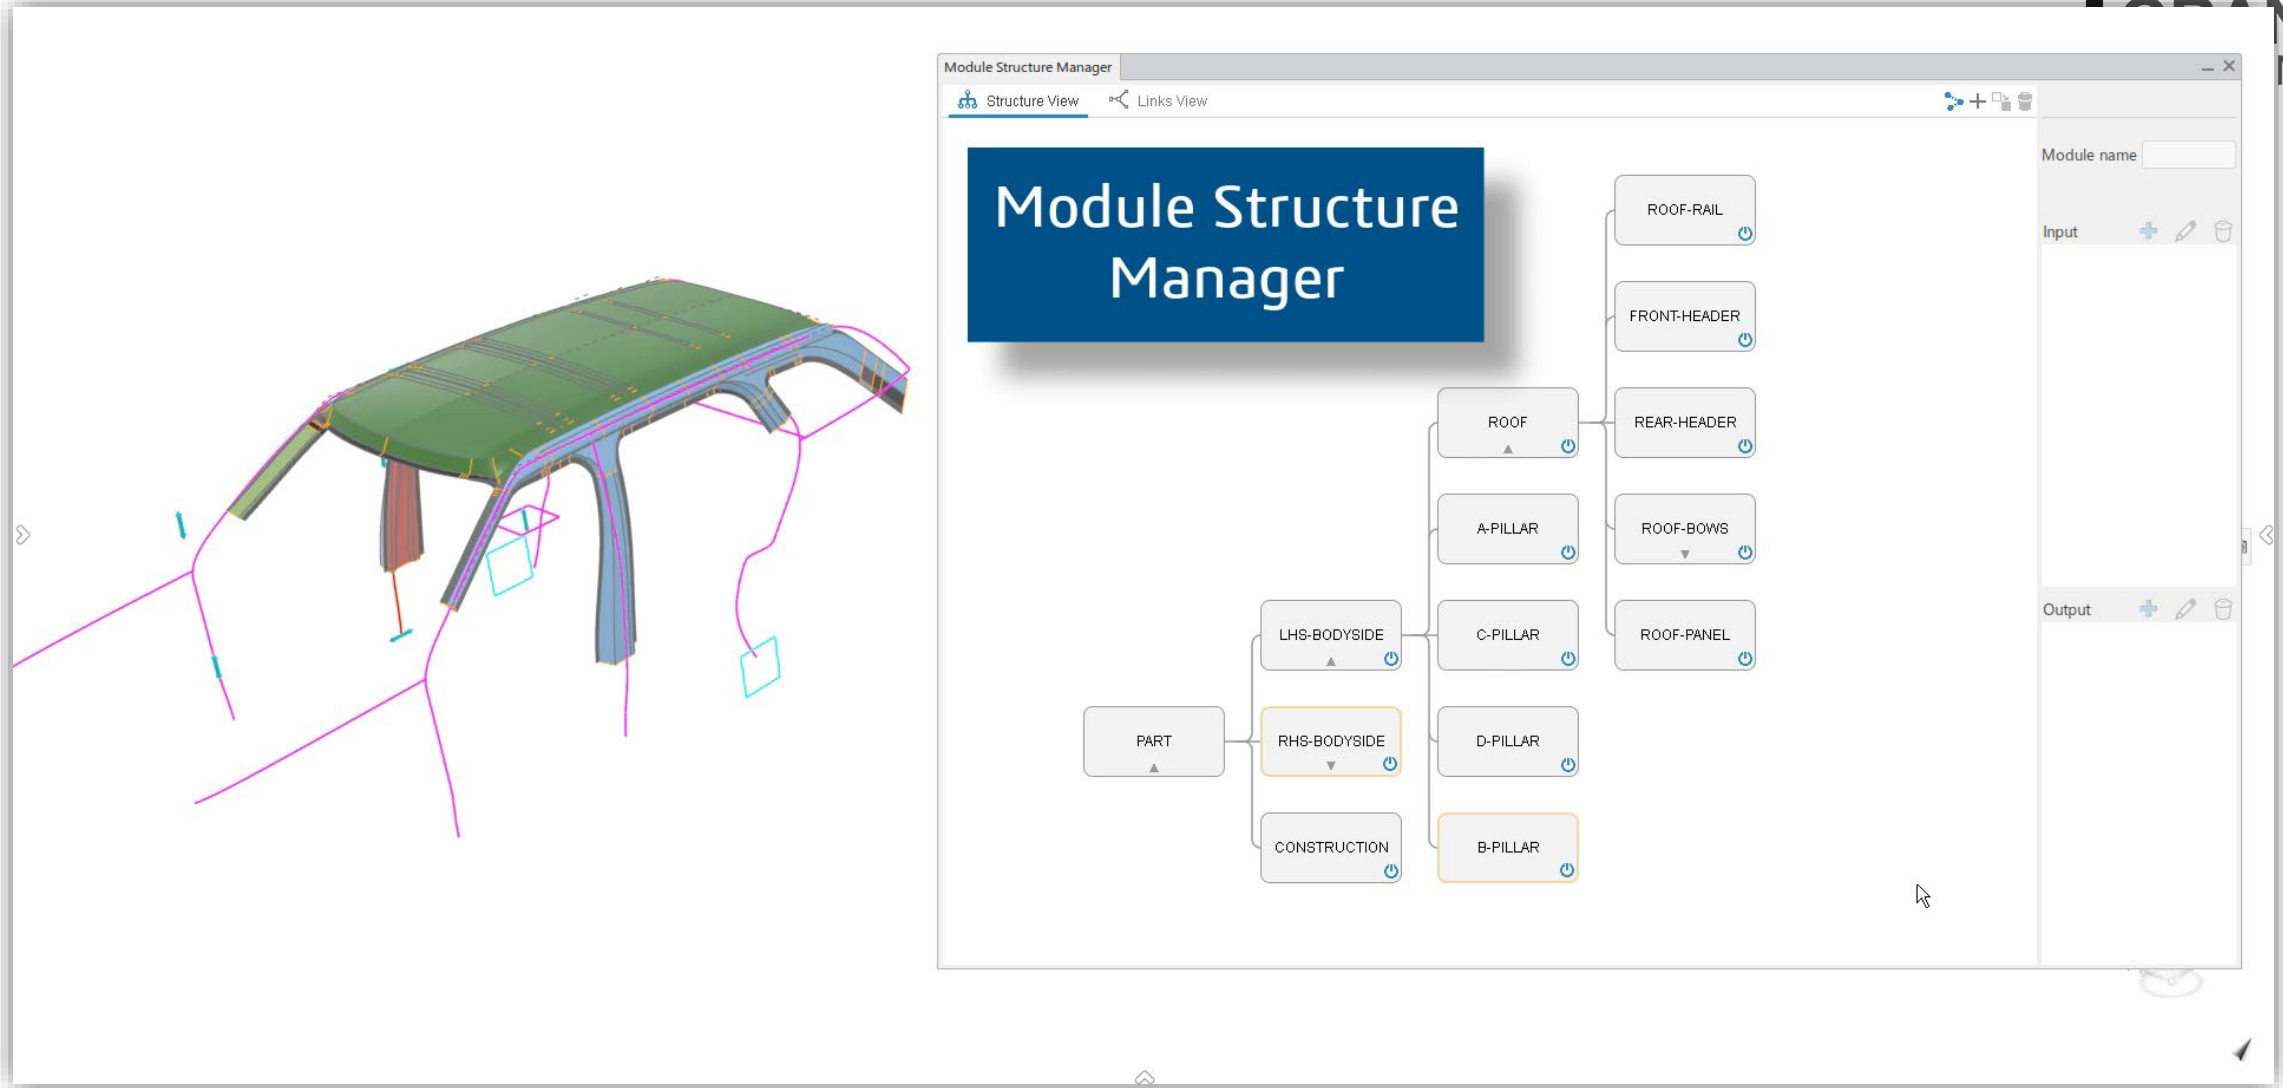 Module Structure Manager
Structure View
Links View
Module Structure
Manager
Module name
Input
Output
ROOF-RAIL
FRONT-HEADER
ROOF
REAR-HEADER
A-PILLAR
ROOF-BOWS
LHS-BODYSIDE
C-PILLAR
ROOF-PANEL
PART
RHS-BODYSIDE
D-PILLAR
CONSTRUCTION
B-PILLAR